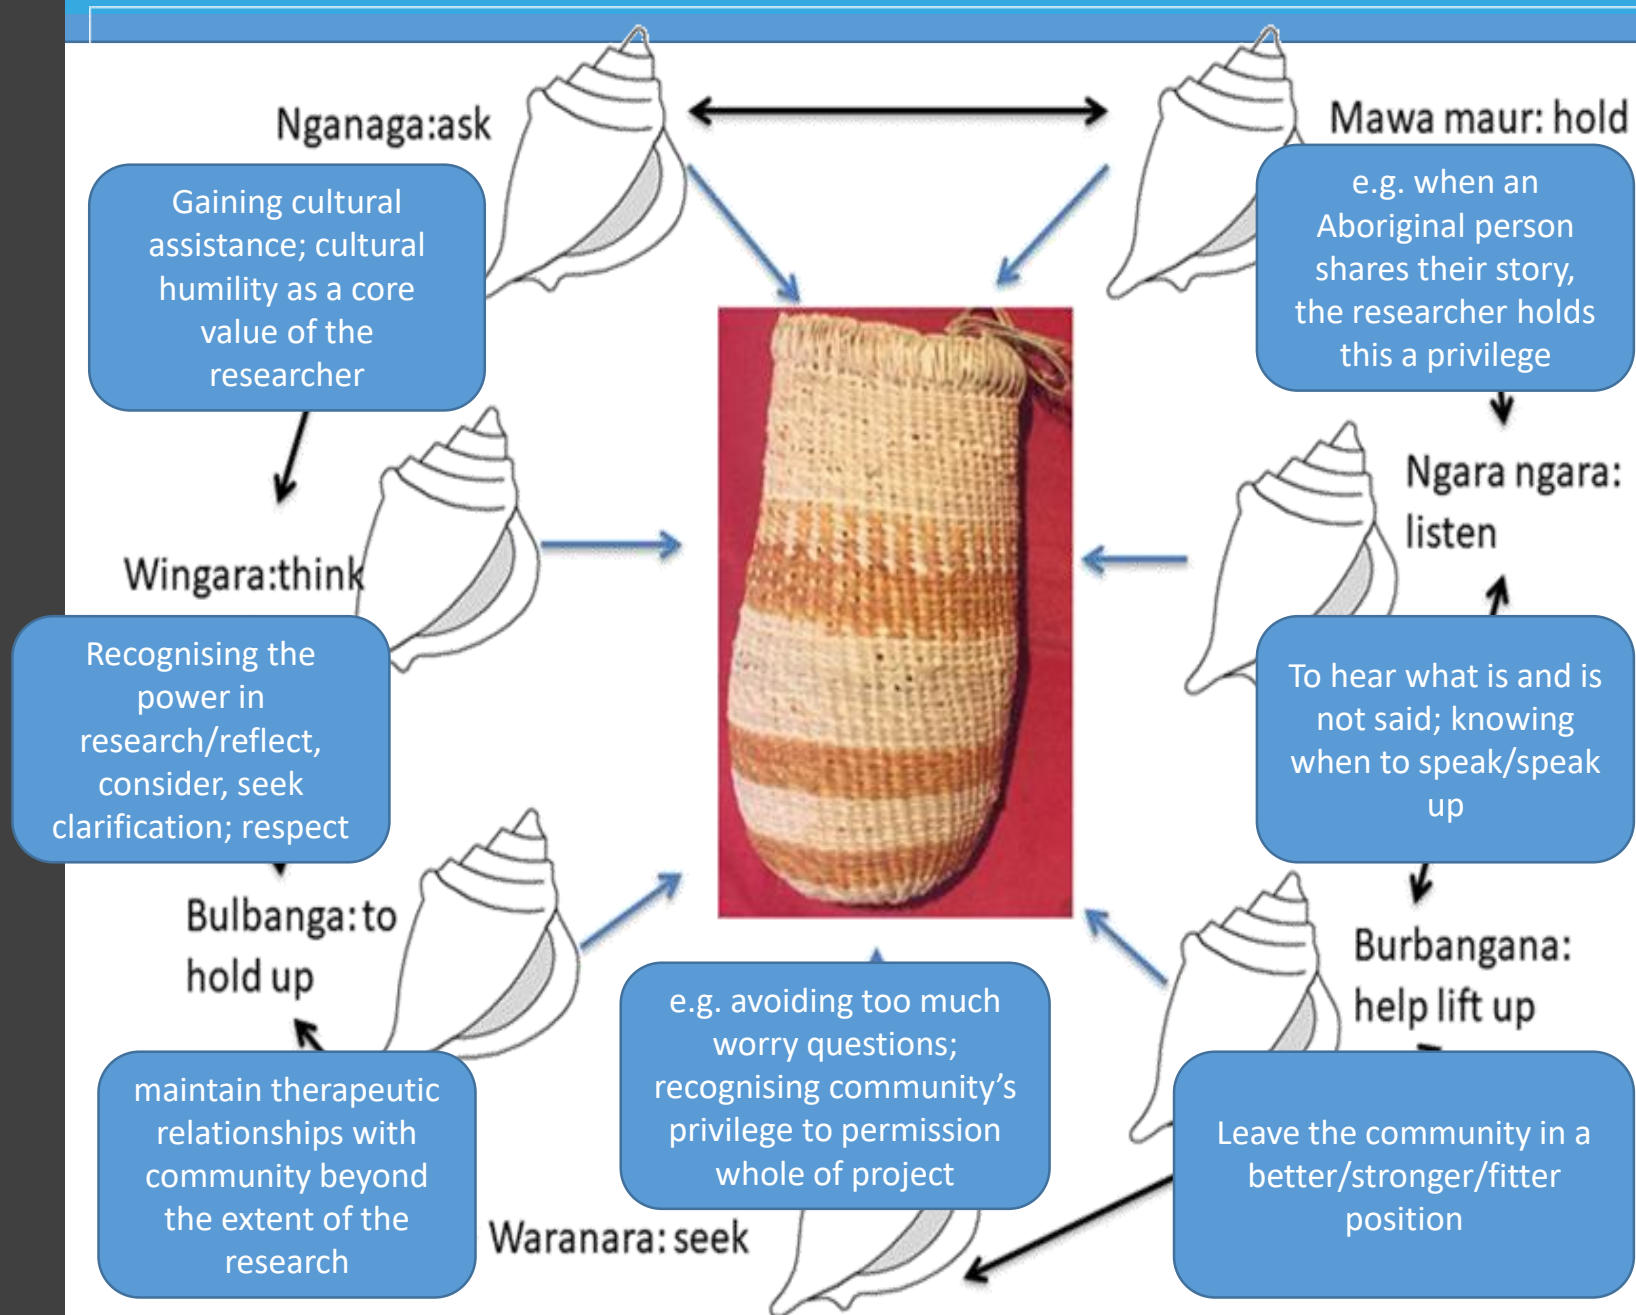 Nganaga:ask
Gaining cultural
assistance; cultural
humility as a core
value of the
researcher
Mawa maur: hold
e.g. when an
Aboriginal person
shares their story,
the researcher holds
this a privilege
Wingara:think
Recognising the
power in
research/reflect,
consider, seek
clarification; respect
Ngara ngara:
listen
To hear what is and is
not said; knowing
when to speak/speak
up
Bulbanga: to
hold up
maintain therapeutic
relationships with
community beyond
the extent of the
research
e.g. avoiding too much
worry questions;
recognising community’s
privilege to permission
whole of project
Waranara: seek
Burbangana:
help lift up
Leave the community in a
better/stronger/fitter
position